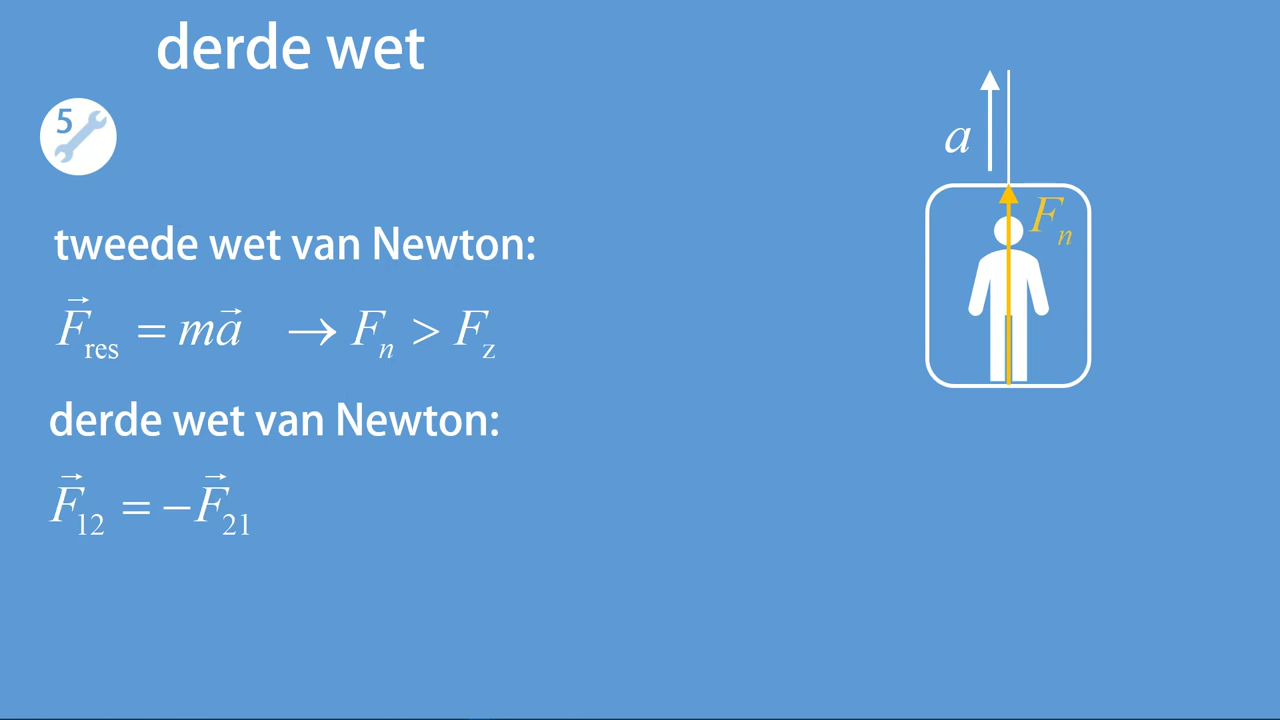 derde wet
5
tweede wet van Newton:
F⃗res = ma⃗ → Fn > Fz
derde wet van Newton:
F⃗12 = −F⃗21
a
Fn